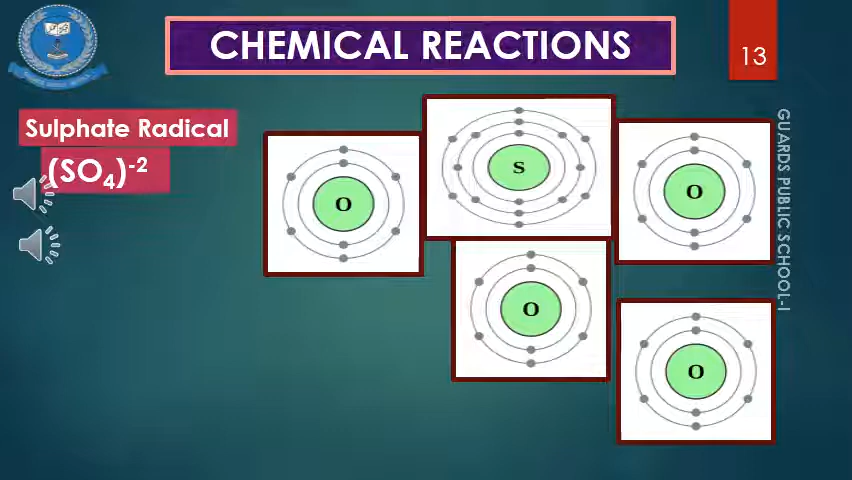 CHEMICAL REACTIONS
13
Sulphate Radical
(SO₄)⁻²
O
S
O
O
O
GUARDS PUBLIC SCHOOL-I